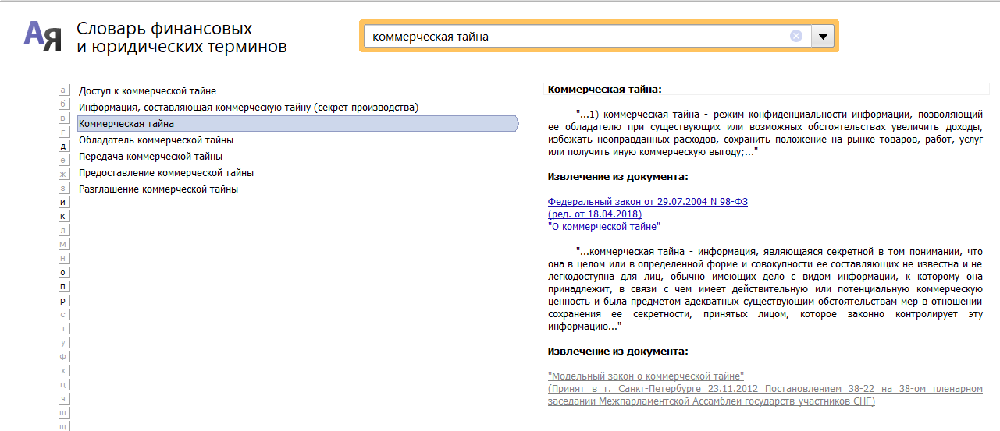 АЯ Словарь финансовых
и юридических терминов
коммерческая тайна
а
б
в
г
д
е
ж
з
и
к
л
м
н
о
п
р
с
т
у
ф
х
ц
ч
ш
щ
Доступ к коммерческой тайне
Информация, составляющая коммерческую тайну (секрет производства)
Коммерческая тайна
Обладатель коммерческой тайны
Передача коммерческой тайны
Предоставление коммерческой тайны
Разглашение коммерческой тайны
Коммерческая тайна:
"...1) коммерческая тайна - режим конфиденциальности информации, позволяющий
ее обладателю при существующих или возможных обстоятельствах увеличить доходы,
избежать неоправданных расходов, сохранить положение на рынке товаров, работ, услуг
или получить иную коммерческую выгоду;..."
Извлечение из документа:
Федеральный закон от 29.07.2004 N 98-ФЗ
(ред. от 18.04.2018)
"О коммерческой тайне"
"...коммерческая тайна - информация, являющаяся секретной в том понимании, что
она в целом или в определенной форме и совокупности ее составляющих не известна и не
легкодоступна для лиц, обычно имеющих дело с видом информации, к которому она
принадлежит, в связи с чем имеет действительную или потенциальную коммерческую
ценность и была предметом адекватных существующим обстоятельствам мер в отношении
сохранения ее секретности, принятых лицом, которое законно контролирует эту
информацию..."
Извлечение из документа:
"Модельный закон о коммерческой тайне"
(Принят в г. Санкт-Петербурге 23.11.2012 Постановлением 38-22 на 38-ом пленарном
заседании Межпарламентской Ассамблеи государств-участников СНГ)